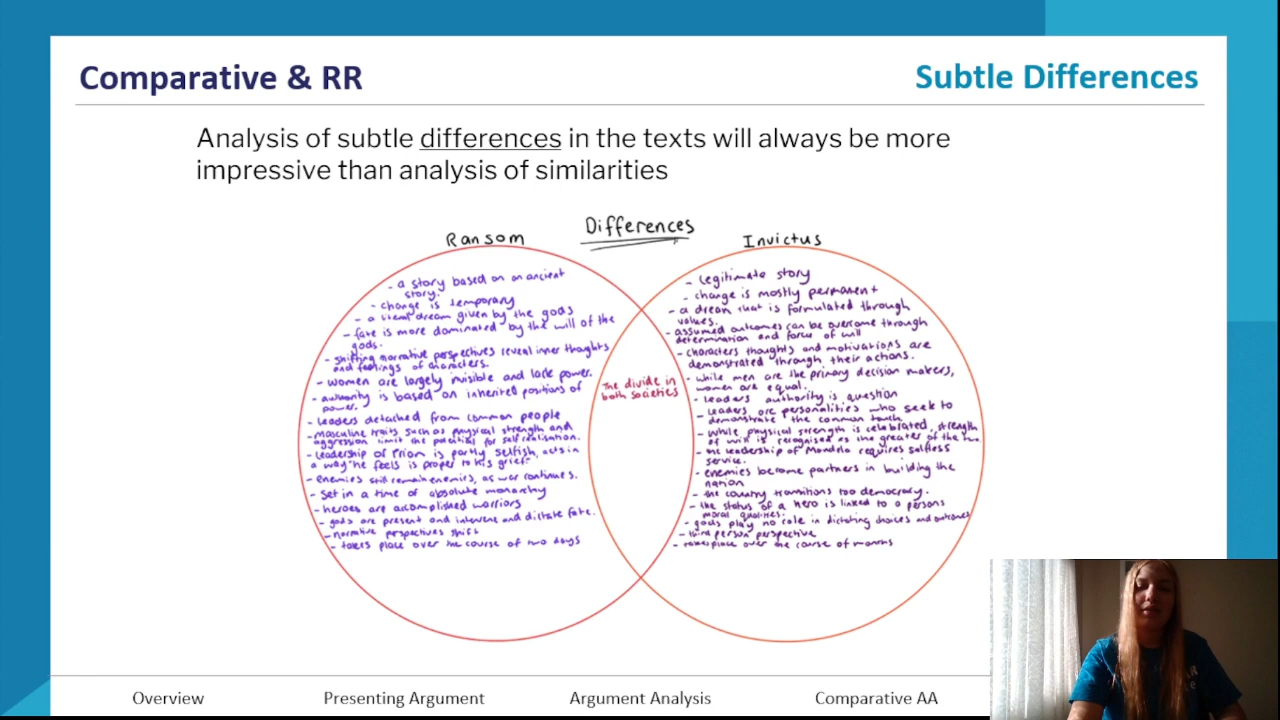 Comparative & RR
Subtle Differences
Analysis of subtle differences in the texts will always be more
impressive than analysis of similarities
Differences
Ransom
Invictus
- a story based on an ancient
story.
- change is temporary
- a literal dream given by the gods
- fate is more dominated by the will of the
gods.
- shifting narrative perspectives reveal inner thoughts
and feelings of characters.
- women are largely invisible and lack power.
- authority is based on inherited positions of
power.
- leaders detached from common people
- masculine traits such as physical strength and
aggression limit the potential for self realisation.
- leadership of Priam is partly selfish, acts in
a way he feels is proper to his grief.
- enemies still remain enemies, as war continues.
- set in a time of absolute monarchy
- heroes are accomplished warriors
- gods are present and intervene and dictate fate.
- narrative perspectives shift
- takes place over the course of two days
The divide in
both societies
- legitimate story
- change is mostly permanent
- a dream that is formulated through
values.
- assumed outcomes can be overcome through
determination and force of will
- characters thoughts and motivations are
demonstrated through their actions.
- while men are the primary decision makers,
women are equal.
- leaders authority is question
- leaders are personalities who seek to
demonstrate the common touch
- while physical strength is celebrated, strength
of will is recognised as the greater of the two.
- the leadership of Mandela requires selfless
service.
- enemies become partners in building the
nation
- the country transitions too democracy.
- the status of a hero is linked to a persons
moral qualities.
- gods play no role in dictating choices and outcomes
- third person perspective
- takes place over the course of months
Overview
Presenting Argument
Argument Analysis
Comparative AA